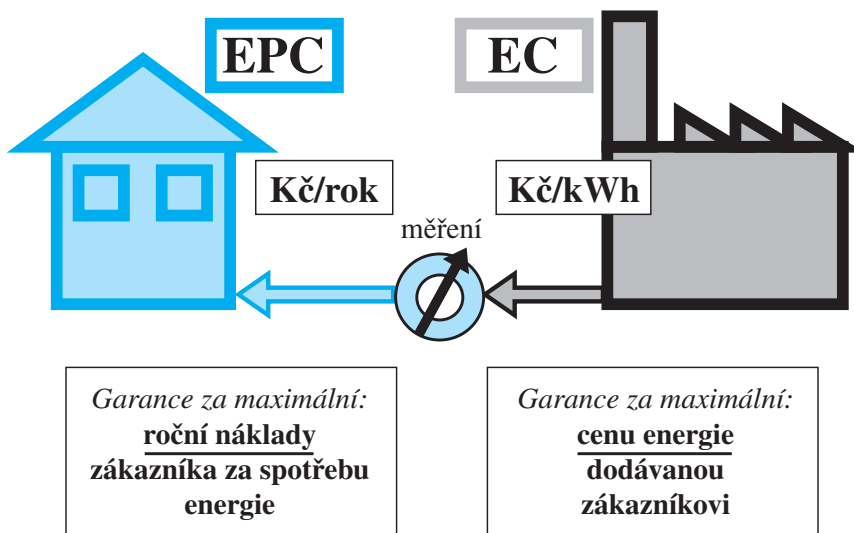 EPC
EC
Kč/rok
Kč/kWh
měření
Garance za maximální:
roční náklady
zákazníka za spotřebu
energie
Garance za maximální:
cenu energie
dodávanou
zákazníkovi